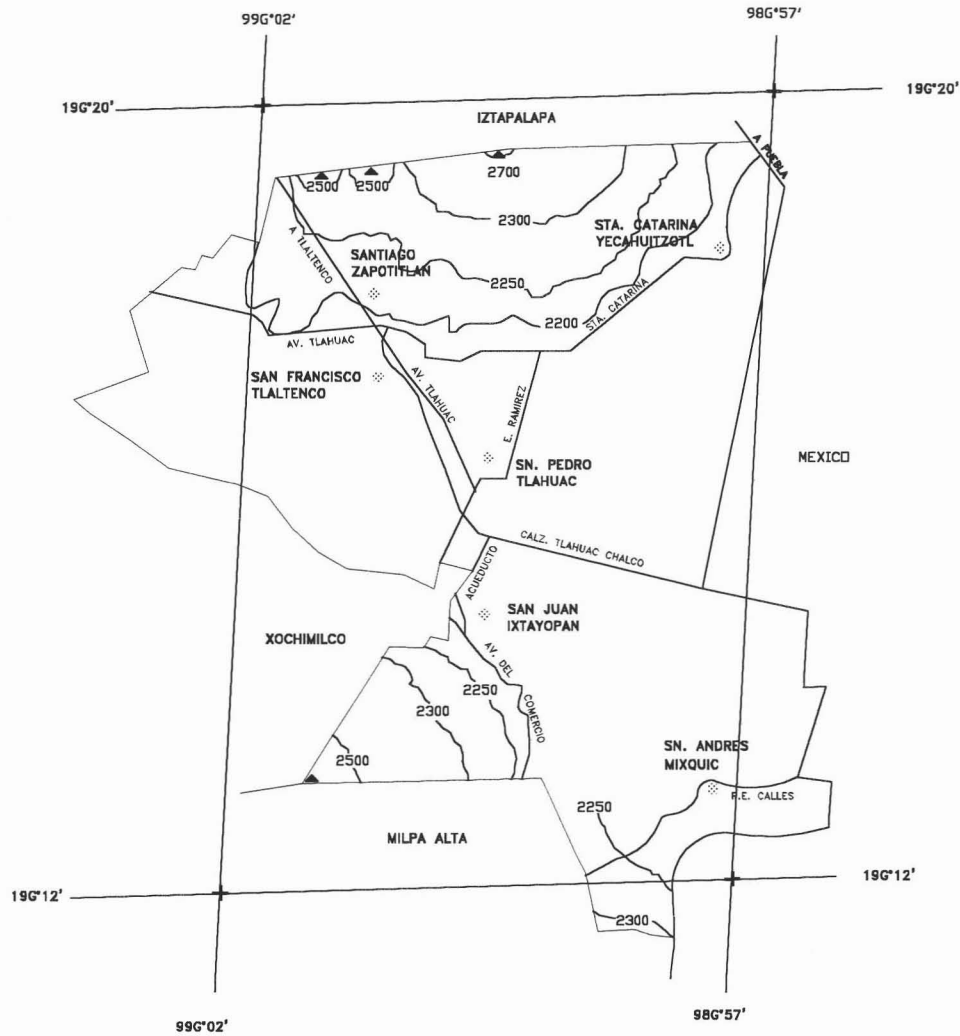 99G°02'
98G°57'
19G°20'
19G°20'
IZTAPALAPA
A PUEBLA
2500
2500
2700
2300
STA. CATARINA
YECAHUITZOTL
A TLALTENCO
SANTIAGO
ZAPOTITLAN
2250
2200
STA. CATARINA
AV. TLAHUAC
SAN FRANCISCO
TLALTENCO
AV. TLAHUAC
E. RAMIREZ
SN. PEDRO
TLAHUAC
MEXICO
CALZ. TLAHUAC CHALCO
ACUEDUCTO
SAN JUAN
IXTAYOPAN
XOCHIMILCO
AV. DEL
COMERCIO
2250
2300
2500
SN. ANDRES
MIXQUIC
P.E. CALLES
2250
MILPA ALTA
19G°12'
19G°12'
2300
99G°02'
98G°57'